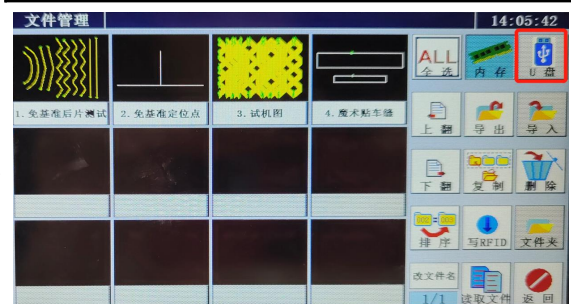 文件管理
14:05:42
1. 免基准后片测试
2. 免基准定位点
3. 试机图
4. 魔术贴车缝
ALL
全选
内存
U 盘
上翻
导出
导入
下翻
复制
删除
排序
写RFID
文件夹
改文件名
1/1
读取文件
返回